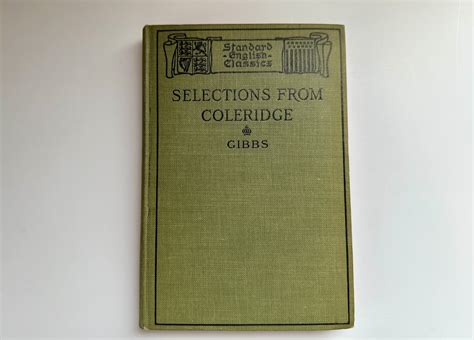 Standard
-English-
Classics
SELECTIONS FROM
COLERIDGE
GIBBS